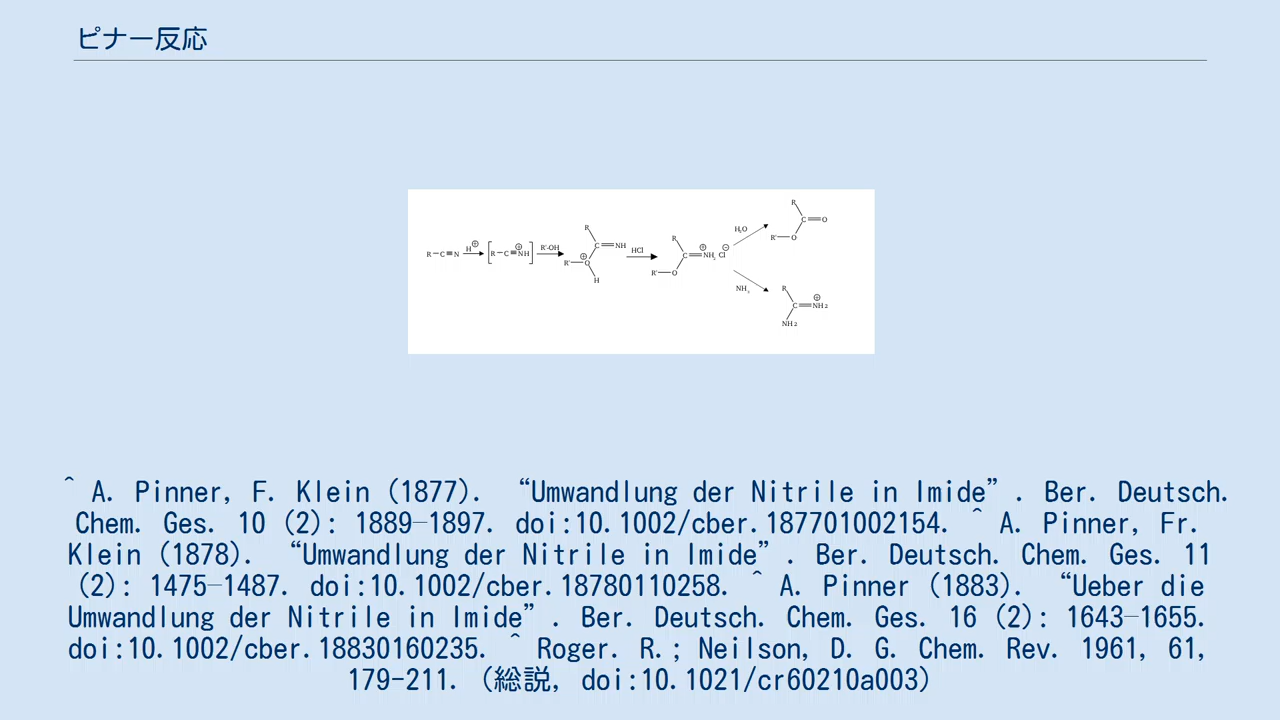 ピナー反応
R C N
H ⊕
R C NH ⊕
R'-OH
R
C NH
R' O ⊕
H
HCl
R
C NH2 ⊕ Cl ⊖
R' O
H2O
R
C O
R' O
NH3
R
C NH2 ⊕
NH2
^ A. Pinner, F. Klein (1877). “Umwandlung der Nitrile in Imide”. Ber. Deutsch.
Chem. Ges. 10 (2): 1889–1897. doi:10.1002/cber.187701002154. ^ A. Pinner, Fr.
Klein (1878). “Umwandlung der Nitrile in Imide”. Ber. Deutsch. Chem. Ges. 11
(2): 1475–1487. doi:10.1002/cber.18780110258. ^ A. Pinner (1883). “Ueber die
Umwandlung der Nitrile in Imide”. Ber. Deutsch. Chem. Ges. 16 (2): 1643–1655.
doi:10.1002/cber.18830160235. ^ Roger. R.; Neilson, D. G. Chem. Rev. 1961, 61,
179-211. (総説, doi:10.1021/cr60210a003)